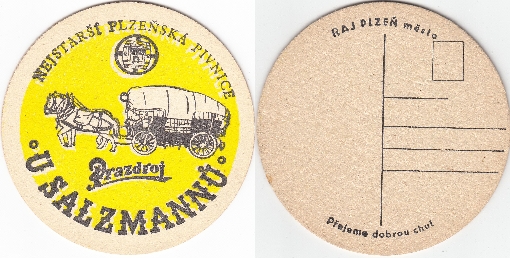 NEJSTARŠÍ PLZEŇSKÁ PIVNICE
Prazdroj
U SALZMANNŮ
RAJ PLZEŇ město
Přejeme dobrou chuť